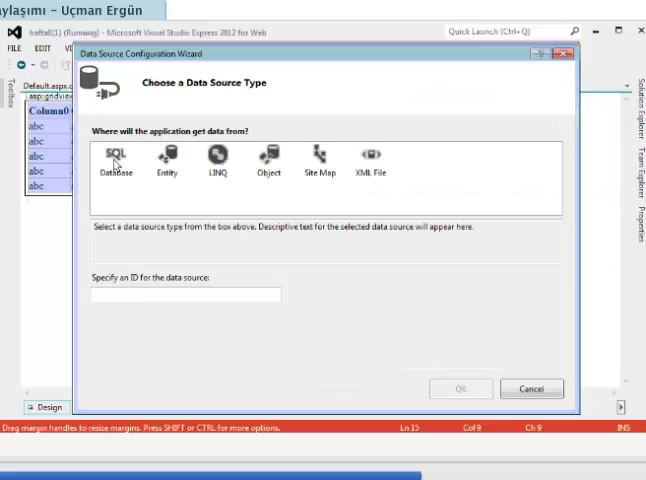 aylaşımı – Uçman Ergün
hafta8(1) (Running) - Microsoft Visual Studio Express 2012 for Web
Quick Launch (Ctrl+Q)
FILE EDIT
Data Source Configuration Wizard
Choose a Data Source Type
Toolbox
Default.aspx.c
asp:gridview
Column0
abc
abc
abc
abc
abc
Where will the application get data from?
SQL
Database Entity LINQ Object Site Map XML File
Select a data source type from the box above. Descriptive text for the selected data source will appear here.
Specify an ID for the data source:
OK Cancel
Solution Explorer
Team Explorer
Properties
Design
Drag margin handles to resize margins. Press SHIFT or CTRL for more options.
Ln 15 Col 9 Ch 9 INS